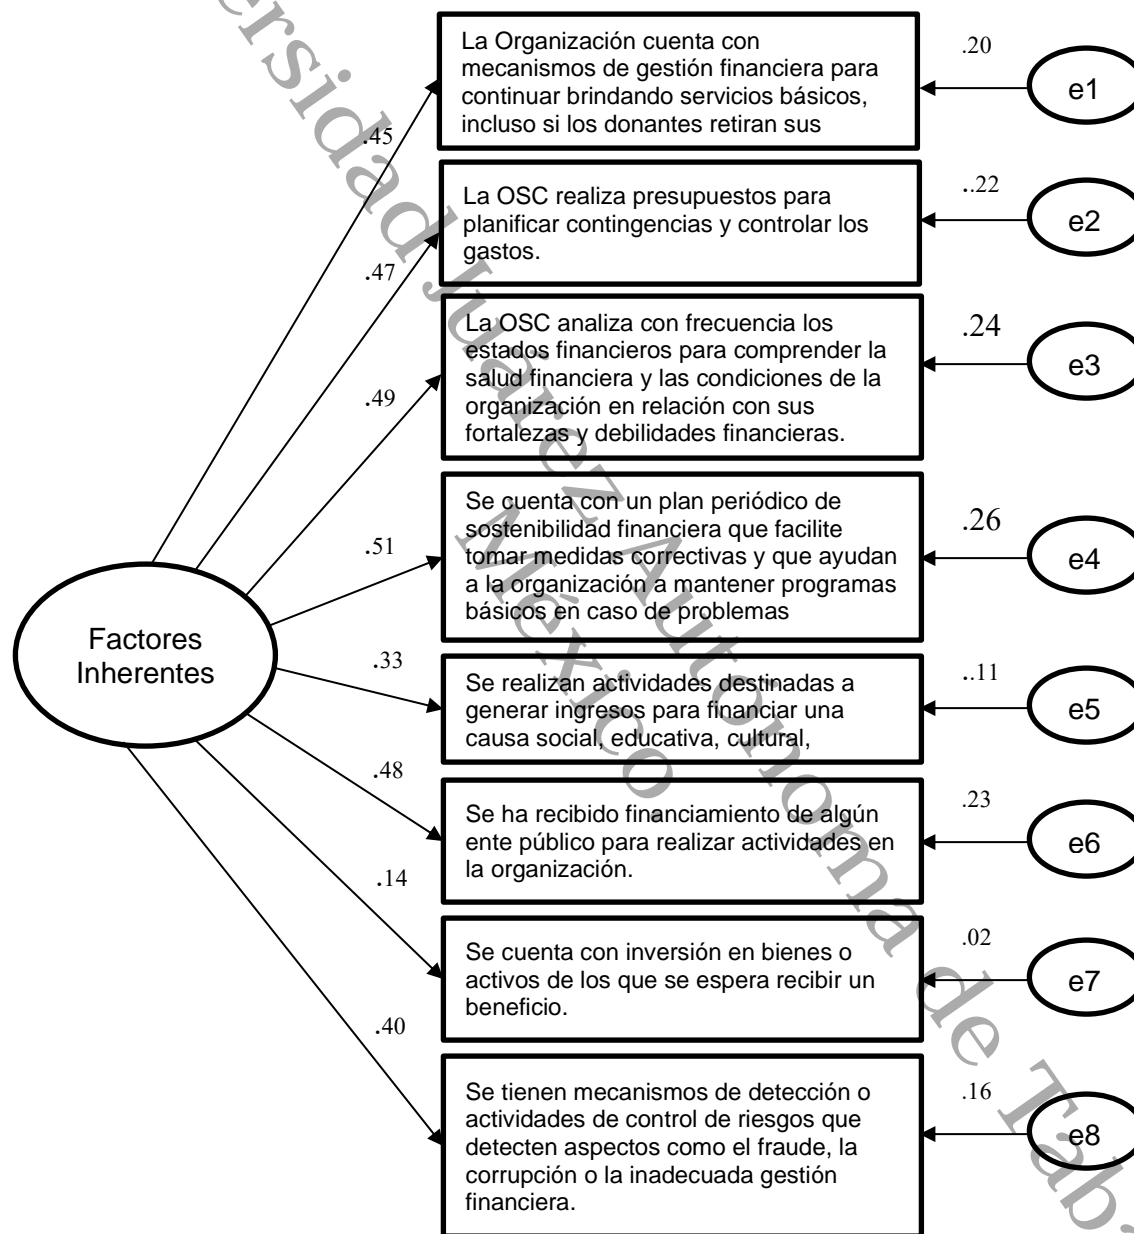 La Organización cuenta con
mecanismos de gestión financiera para
continuar brindando servicios básicos,
incluso si los donantes retiran sus
.20
e1
.45
La OSC realiza presupuestos para
planificar contingencias y controlar los
gastos.
..22
e2
.47
La OSC analiza con frecuencia los
estados financieros para comprender la
salud financiera y las condiciones de la
organización en relación con sus
fortalezas y debilidades financieras.
.24
e3
.49
Se cuenta con un plan periódico de
sostenibilidad financiera que facilite
tomar medidas correctivas y que ayudan
a la organización a mantener programas
básicos en caso de problemas
.26
e4
.51
Factores
Inherentes
.33
Se realizan actividades destinadas a
generar ingresos para financiar una
causa social, educativa, cultural,
..11
e5
.48
Se ha recibido financiamiento de algún
ente público para realizar actividades en
la organización.
.23
e6
.14
Se cuenta con inversión en bienes o
activos de los que se espera recibir un
beneficio.
.02
e7
.40
Se tienen mecanismos de detección o
actividades de control de riesgos que
detecten aspectos como el fraude, la
corrupción o la inadecuada gestión
financiera.
.16
e8
ersidad Juárez Autónoma de Tab
México